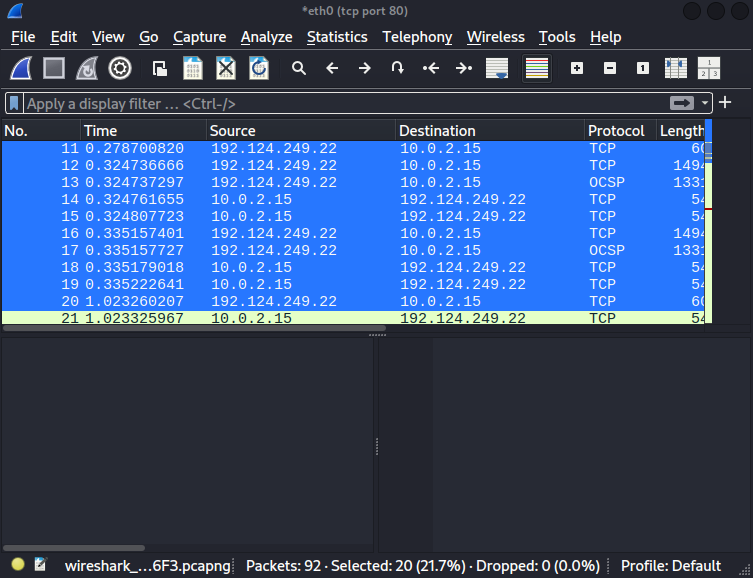 *eth0 (tcp port 80)
File Edit View Go Capture Analyze Statistics Telephony Wireless Tools Help
Apply a display filter ... <Ctrl-/>
No. Time Source Destination Protocol Length
11 0.278700820 192.124.249.22 10.0.2.15 TCP 60
12 0.324736666 192.124.249.22 10.0.2.15 TCP 1494
13 0.324737297 192.124.249.22 10.0.2.15 OCSP 1331
14 0.324761655 10.0.2.15 192.124.249.22 TCP 54
15 0.324807723 10.0.2.15 192.124.249.22 TCP 54
16 0.335157401 192.124.249.22 10.0.2.15 TCP 1494
17 0.335157727 192.124.249.22 10.0.2.15 OCSP 1331
18 0.335179018 10.0.2.15 192.124.249.22 TCP 54
19 0.335222641 10.0.2.15 192.124.249.22 TCP 54
20 1.023260207 192.124.249.22 10.0.2.15 TCP 60
21 1.023325967 10.0.2.15 192.124.249.22 TCP 54
wireshark_...6F3.pcapng Packets: 92 · Selected: 20 (21.7%) · Dropped: 0 (0.0%) Profile: Default